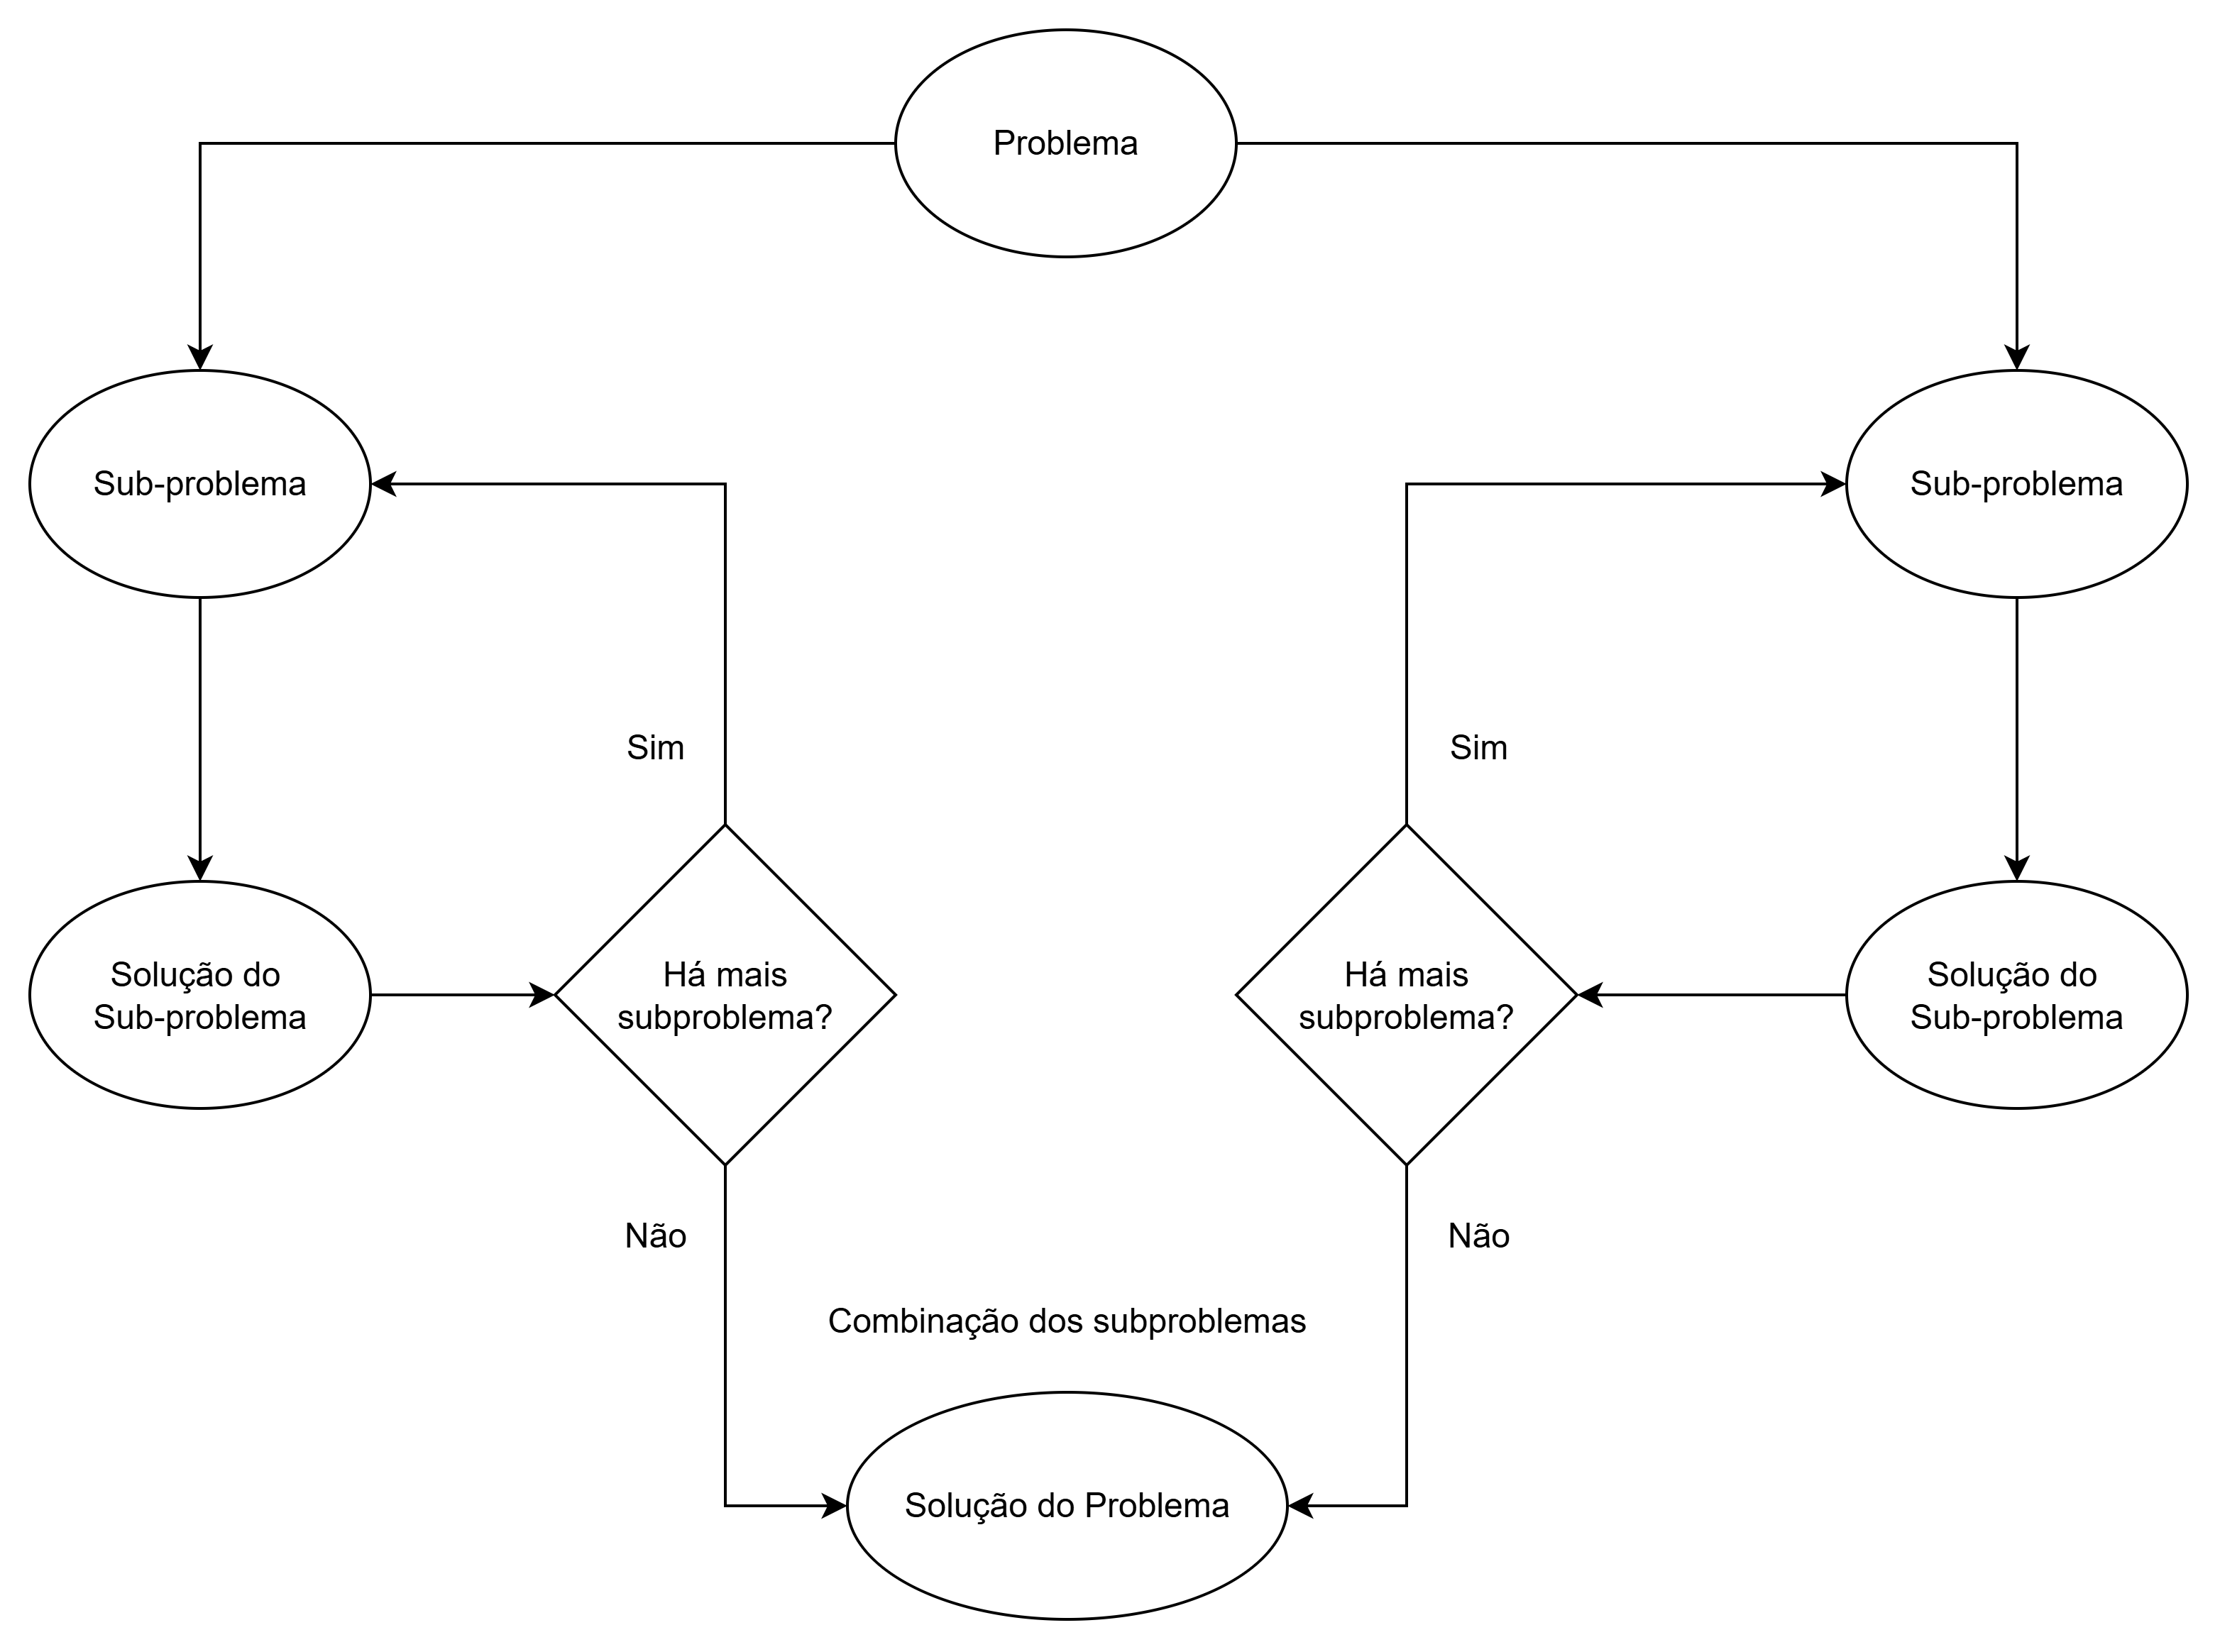 Problema
Sub-problema
Sub-problema
Sim
Sim
Solução do
Sub-problema
Há mais
subproblema?
Há mais
subproblema?
Solução do
Sub-problema
Não
Não
Combinação dos subproblemas
Solução do Problema